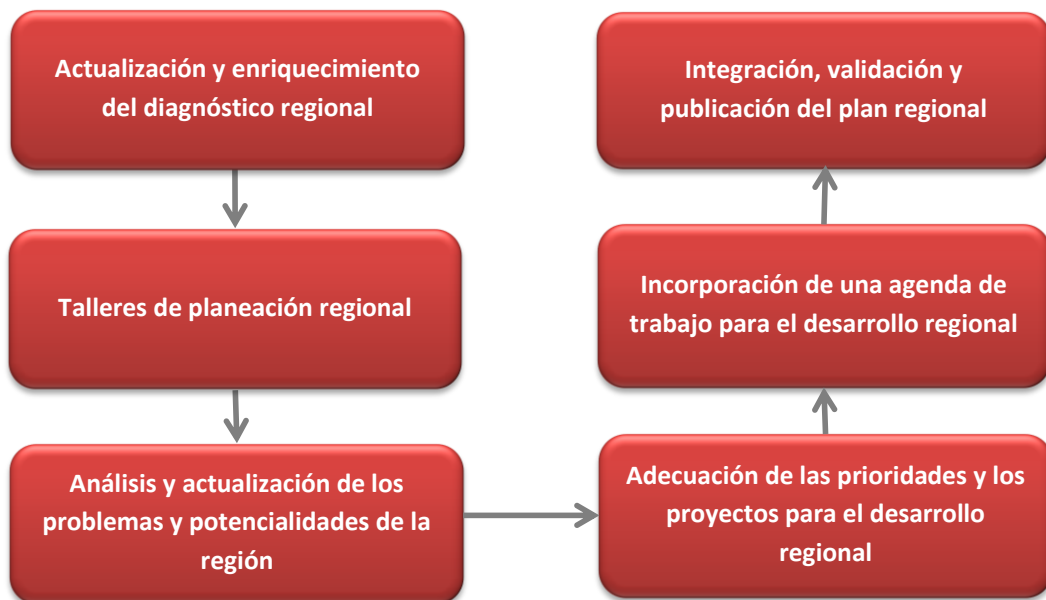 Actualización y enriquecimiento
del diagnóstico regional
Talleres de planeación regional
Análisis y actualización de los
problemas y potencialidades de la
región
Adecuación de las prioridades y los
proyectos para el desarrollo
regional
Incorporación de una agenda de
trabajo para el desarrollo regional
Integración, validación y
publicación del plan regional